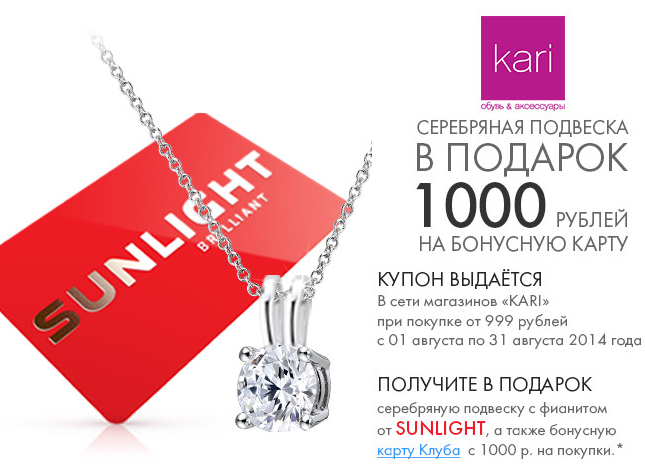 SUNLIGHT
BRILLIANT
kari
обувь & аксессуары
СЕРЕБРЯНАЯ ПОДВЕСКА
В ПОДАРОК
1000 РУБЛЕЙ
НА БОНУСНУЮ КАРТУ
КУПОН ВЫДАЁТСЯ
В сети магазинов «KARI»
при покупке от 999 рублей
с 01 августа по 31 августа 2014 года
ПОЛУЧИТЕ В ПОДАРОК
серебряную подвеску с фианитом
от SUNLIGHT, а также бонусную
карту Клуба с 1000 р. на покупки.*